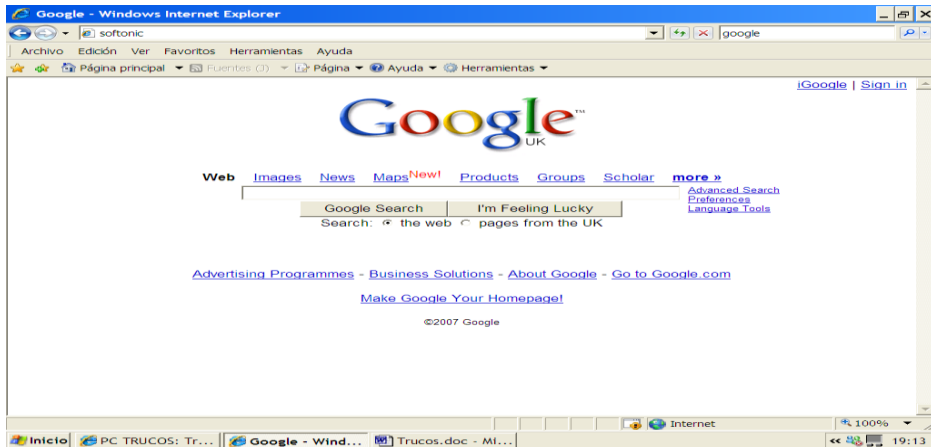 Google - Windows Internet Explorer
softonic google
Archivo Edición Ver Favoritos Herramientas Ayuda
Página principal Fuentes (J) Página Ayuda Herramientas
iGoogle | Sign in
Google™
UK
Web Images News Maps New! Products Groups Scholar more »
Advanced Search
Preferences
Language Tools
Google Search I'm Feeling Lucky
Search: the web pages from the UK
Advertising Programmes - Business Solutions - About Google - Go to Google.com
Make Google Your Homepage!
©2007 Google
Internet 100%
Inicio PC TRUCOS: Tr... Google - Wind... Trucos.doc - Mi... 19:13